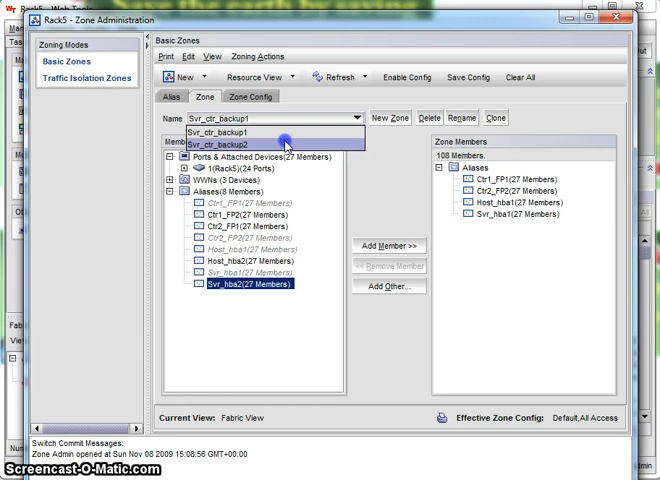 Save the earth by saving
Rack5 - Zone Administration
Zoning Modes
Basic Zones
Traffic Isolation Zones
Basic Zones
Print Edit View Zoning Actions
New Resource View Refresh Enable Config Save Config Clear All
Alias Zone Zone Config
Name Svr_ctr_backup1 New Zone Delete Rename Clone
Svr_ctr_backup1
Svr_ctr_backup2
Zone Members
108 Members.
Ports & Attached Devices(27 Members)
1(Rack5)(24 Ports)
WWNs (3 Devices)
Aliases(8 Members)
Ctr1_FP1(27 Members)
Ctr1_FP2(27 Members)
Ctr2_FP1(27 Members)
Ctr2_FP2(27 Members)
Host_hba1(27 Members)
Host_hba2(27 Members)
Svr_hba1(27 Members)
Svr_hba2(27 Members)
Add Member >>
<< Remove Member
Add Other...
Aliases
Ctr1_FP1(27 Members)
Ctr2_FP2(27 Members)
Host_hba1(27 Members)
Svr_hba1(27 Members)
Current View: Fabric View
Effective Zone Config: Default,All Access
Switch Commit Messages:
Zone Admin opened at Sun Nov 08 2009 15:08:56 GMT+00:00
Screencast-O-Matic.com